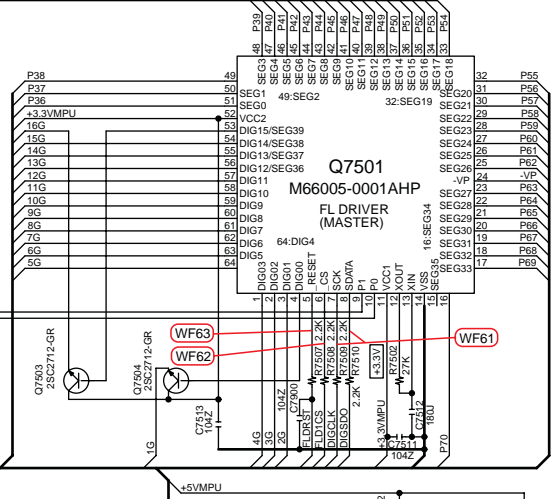 P39 P40 P41 P42 P43 P44 P45 P46 P47 P48 P49 P50 P51 P52 P53 P54
48 47 46 45 44 43 42 41 40 39 38 37 36 35 34 33
SEG3 SEG4 SEG5 SEG6 SEG7 SEG8 SEG9 SEG10 SEG11 SEG12 SEG13 SEG14 SEG15 SEG16 SEG17 SEG18
P38 49 49:SEG2 32:SEG19 32 P55
P37 50 SEG1 SEG20 31 P56
P36 51 SEG0 SEG21 30 P57
+3.3VMPU 52 VCC2 SEG22 29 P58
16G 53 DIG15/SEG39 SEG23 28 P59
15G 54 DIG14/SEG38 SEG24 27 P60
14G 55 DIG13/SEG37 SEG25 26 P61
13G 56 DIG12/SEG36 SEG26 25 P62
12G 57 DIG11 -VP 24 -VP
11G 58 DIG10 SEG27 23 P63
10G 59 DIG9 SEG28 22 P64
9G 60 DIG8 SEG29 21 P65
8G 61 DIG7 SEG30 20 P66
7G 62 DIG6 SEG31 19 P67
6G 63 DIG5 SEG32 18 P68
5G 64 64:DIG4 16:SEG34 SEG33 17 P69
Q7501
M66005-0001AHP
FL DRIVER
(MASTER)
DIG03 DIG02 DIG01 DIG00 _RESET _CS SCK SDATA P1 P0 VCC1 XOUT XIN VSS SEG35
1 2 3 4 5 6 7 8 9 10 11 12 13 14 15 16
WF63
WF62
WF61
R7507 2.2K
R7508 2.2K
R7509 2.2K
R7510 2.2K
+3.3V
R7502 27K
C7512 180J
Q7503
2SC2712-GR
Q7504
2SC2712-GR
C7513
104Z
104Z
C7900
1G
4G 3G 2G
FLDRST
FLD1CS
DIGCLK
DIGSDO
+3.3VMPU
C7511
104Z
P70
+5VMPU